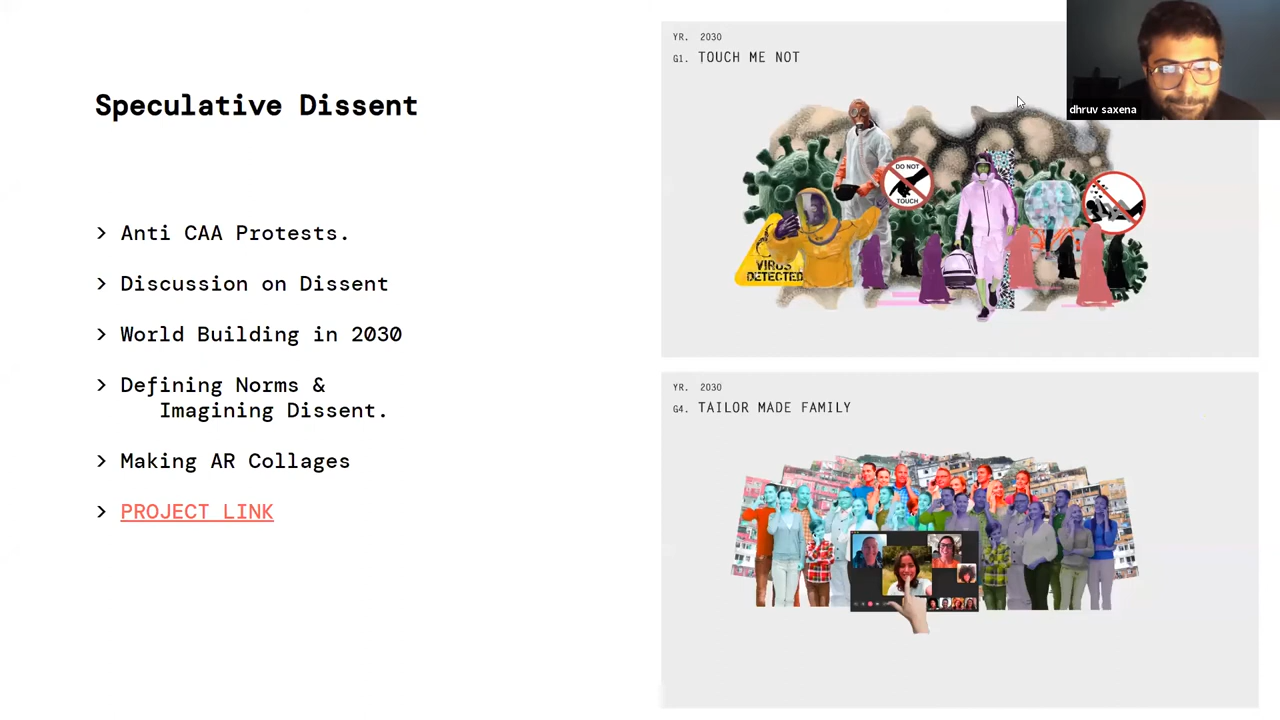 Speculative Dissent
> Anti CAA Protests.
> Discussion on Dissent
> World Building in 2030
> Defining Norms &
Imagining Dissent.
> Making AR Collages
> PROJECT LINK
YR. 2030
G1. TOUCH ME NOT
DO NOT
TOUCH
VIRUS
DETECTED
YR. 2030
G4. TAILOR MADE FAMILY
dhruv saxena